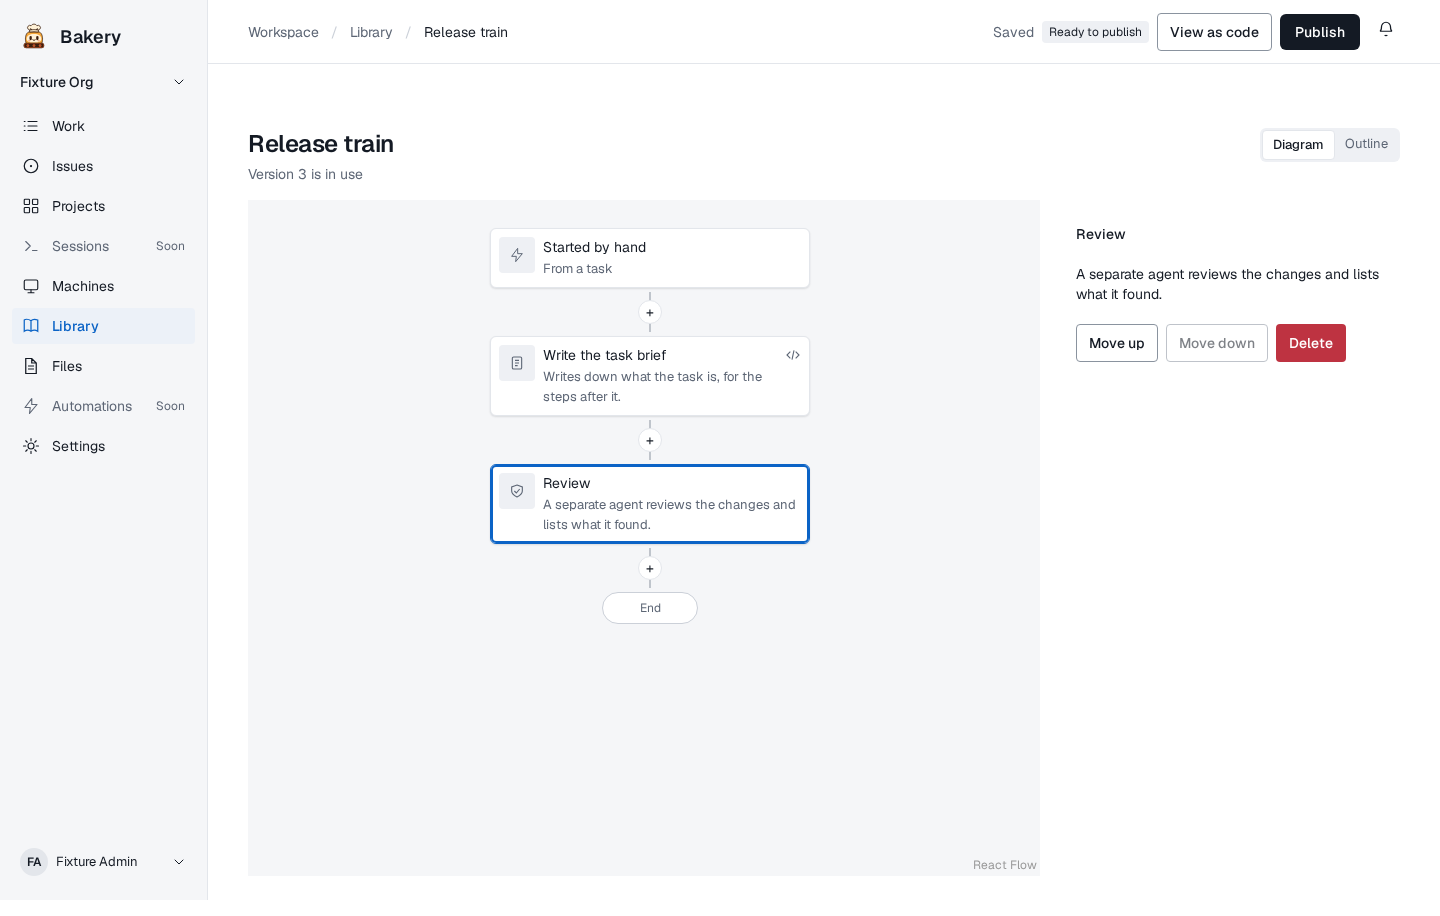 Bakery
Fixture Org
Work
Issues
Projects
Sessions Soon
Machines
Library
Files
Automations Soon
Settings
FA Fixture Admin
Workspace / Library / Release train
Saved Ready to publish View as code Publish
Release train
Version 3 is in use
Diagram Outline
Started by hand
From a task
+
Write the task brief
Writes down what the task is, for the
steps after it.
+
Review
A separate agent reviews the changes and
lists what it found.
+
End
React Flow
Review
A separate agent reviews the changes and lists
what it found.
Move up Move down Delete